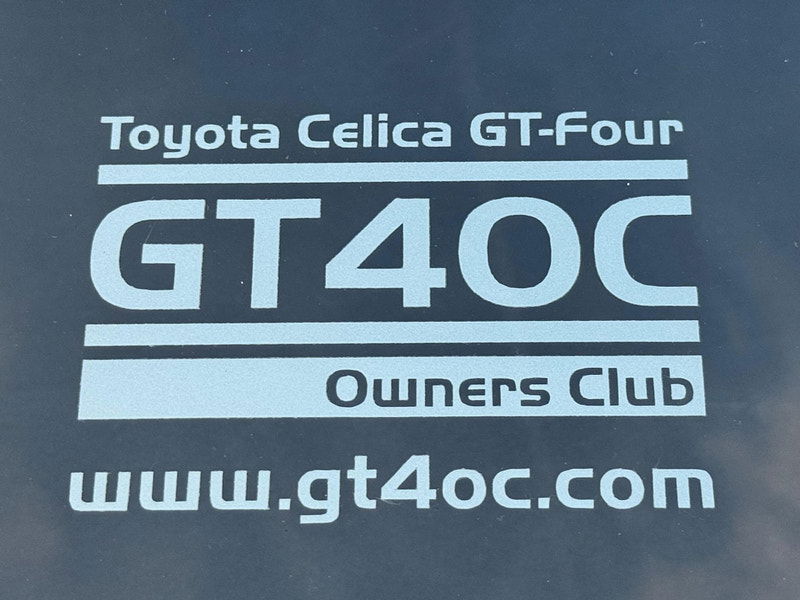 Toyota Celica GT-Four
GT4OC
Owners Club
www.gt4oc.com